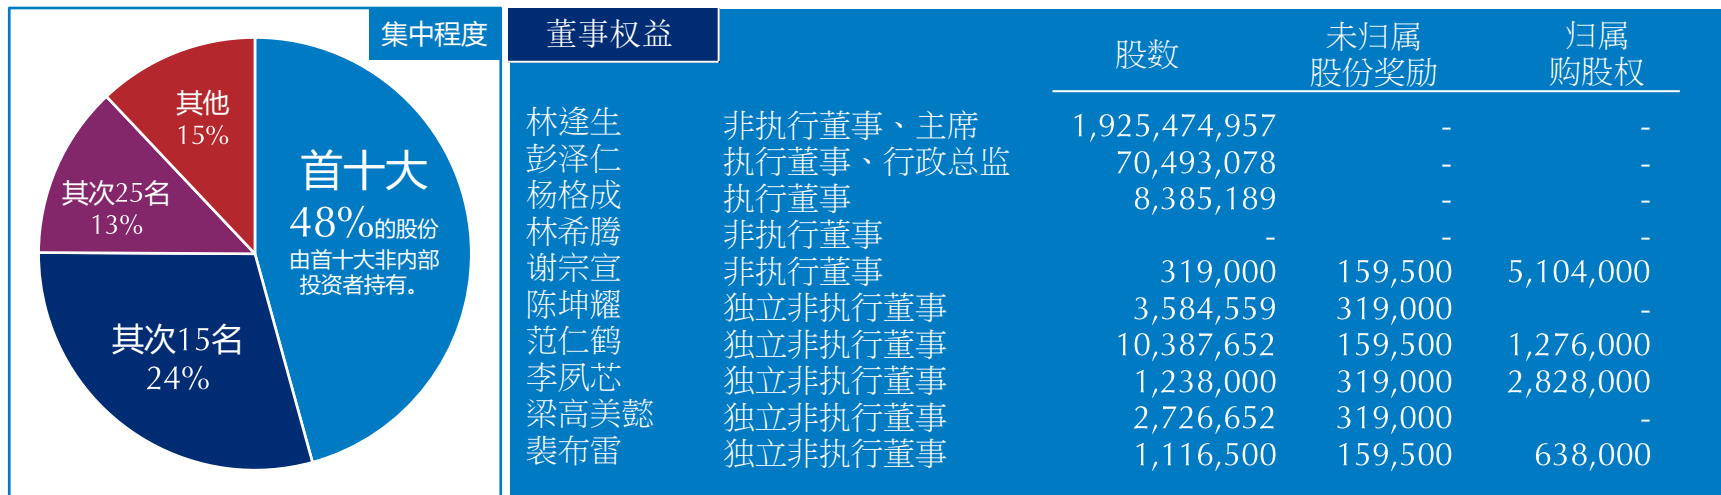 集中程度
首十大
48%的股份
由首十大非内部
投资者持有。
其次15名
24%
其次25名
13%
其他
15%
董事权益
股数 未归属股份奖励 归属购股权
林逢生 非执行董事、主席 1,925,474,957 - -
彭泽仁 执行董事、行政总监 70,493,078 - -
杨格成 执行董事 8,385,189 - -
林希腾 非执行董事 - - -
谢宗宣 非执行董事 319,000 159,500 5,104,000
陈坤耀 独立非执行董事 3,584,559 319,000 -
范仁鹤 独立非执行董事 10,387,652 159,500 1,276,000
李夙芯 独立非执行董事 1,238,000 319,000 2,828,000
梁高美懿 独立非执行董事 2,726,652 319,000 -
裴布雷 独立非执行董事 1,116,500 159,500 638,000